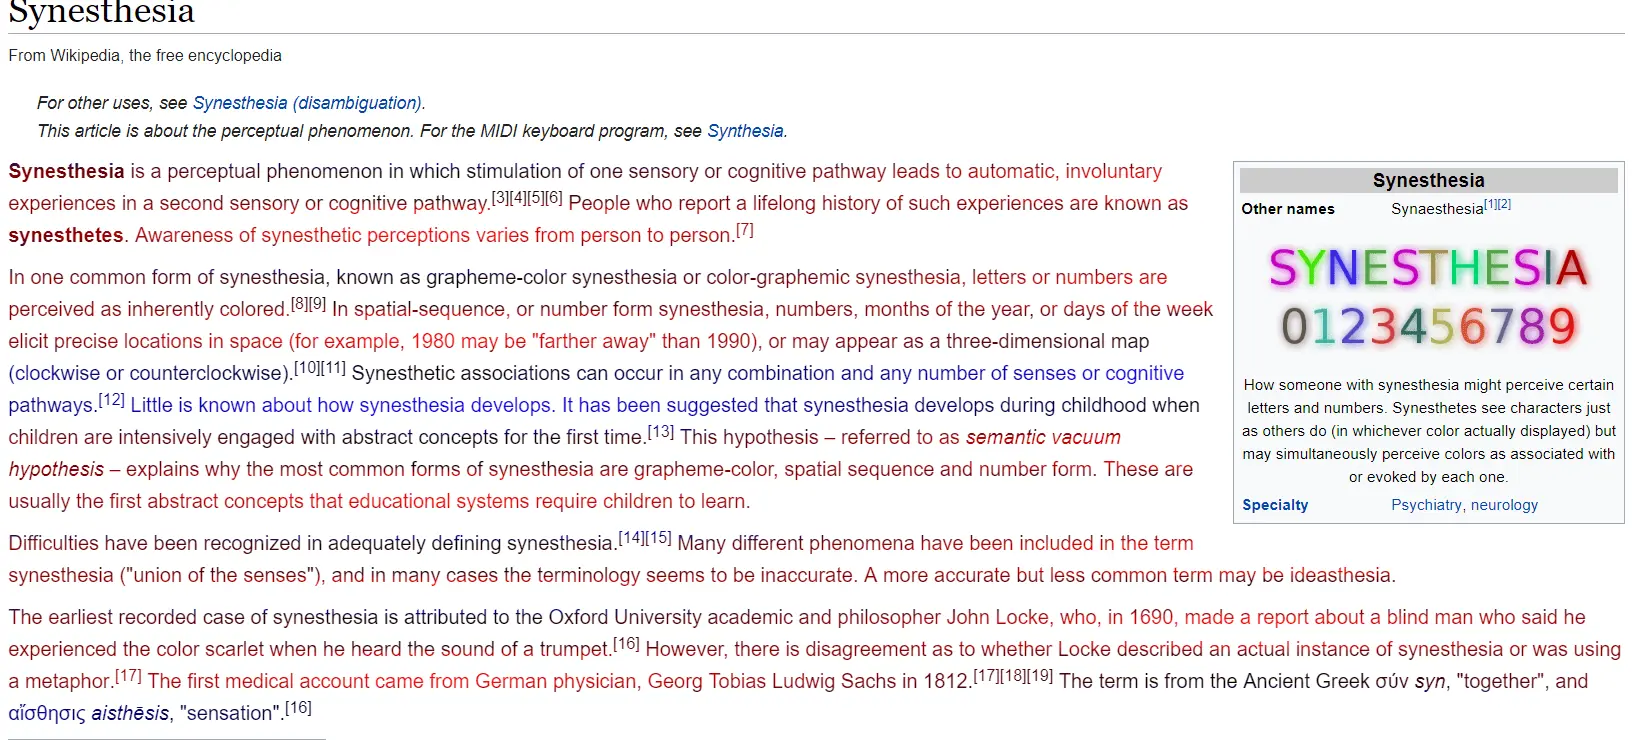 Synesthesia
From Wikipedia, the free encyclopedia
For other uses, see Synesthesia (disambiguation).
This article is about the perceptual phenomenon. For the MIDI keyboard program, see Synthesia.
Synesthesia is a perceptual phenomenon in which stimulation of one sensory or cognitive pathway leads to automatic, involuntary
experiences in a second sensory or cognitive pathway.[3][4][5][6] People who report a lifelong history of such experiences are known as
synesthetes. Awareness of synesthetic perceptions varies from person to person.[7]
In one common form of synesthesia, known as grapheme-color synesthesia or color-graphemic synesthesia, letters or numbers are
perceived as inherently colored.[8][9] In spatial-sequence, or number form synesthesia, numbers, months of the year, or days of the week
elicit precise locations in space (for example, 1980 may be "farther away" than 1990), or may appear as a three-dimensional map
(clockwise or counterclockwise).[10][11] Synesthetic associations can occur in any combination and any number of senses or cognitive
pathways.[12] Little is known about how synesthesia develops. It has been suggested that synesthesia develops during childhood when
children are intensively engaged with abstract concepts for the first time.[13] This hypothesis – referred to as semantic vacuum
hypothesis – explains why the most common forms of synesthesia are grapheme-color, spatial sequence and number form. These are
usually the first abstract concepts that educational systems require children to learn.
Difficulties have been recognized in adequately defining synesthesia.[14][15] Many different phenomena have been included in the term
synesthesia ("union of the senses"), and in many cases the terminology seems to be inaccurate. A more accurate but less common term may be ideasthesia.
The earliest recorded case of synesthesia is attributed to the Oxford University academic and philosopher John Locke, who, in 1690, made a report about a blind man who said he
experienced the color scarlet when he heard the sound of a trumpet.[16] However, there is disagreement as to whether Locke described an actual instance of synesthesia or was using
a metaphor.[17] The first medical account came from German physician, Georg Tobias Ludwig Sachs in 1812.[17][18][19] The term is from the Ancient Greek σύν syn, "together", and
αἴσθησις aisthēsis, "sensation".[16]
Synesthesia
Other names Synaesthesia[1][2]
SYNESTHESIA
0123456789
How someone with synesthesia might perceive certain
letters and numbers. Synesthetes see characters just
as others do (in whichever color actually displayed) but
may simultaneously perceive colors as associated with
or evoked by each one.
Specialty Psychiatry, neurology